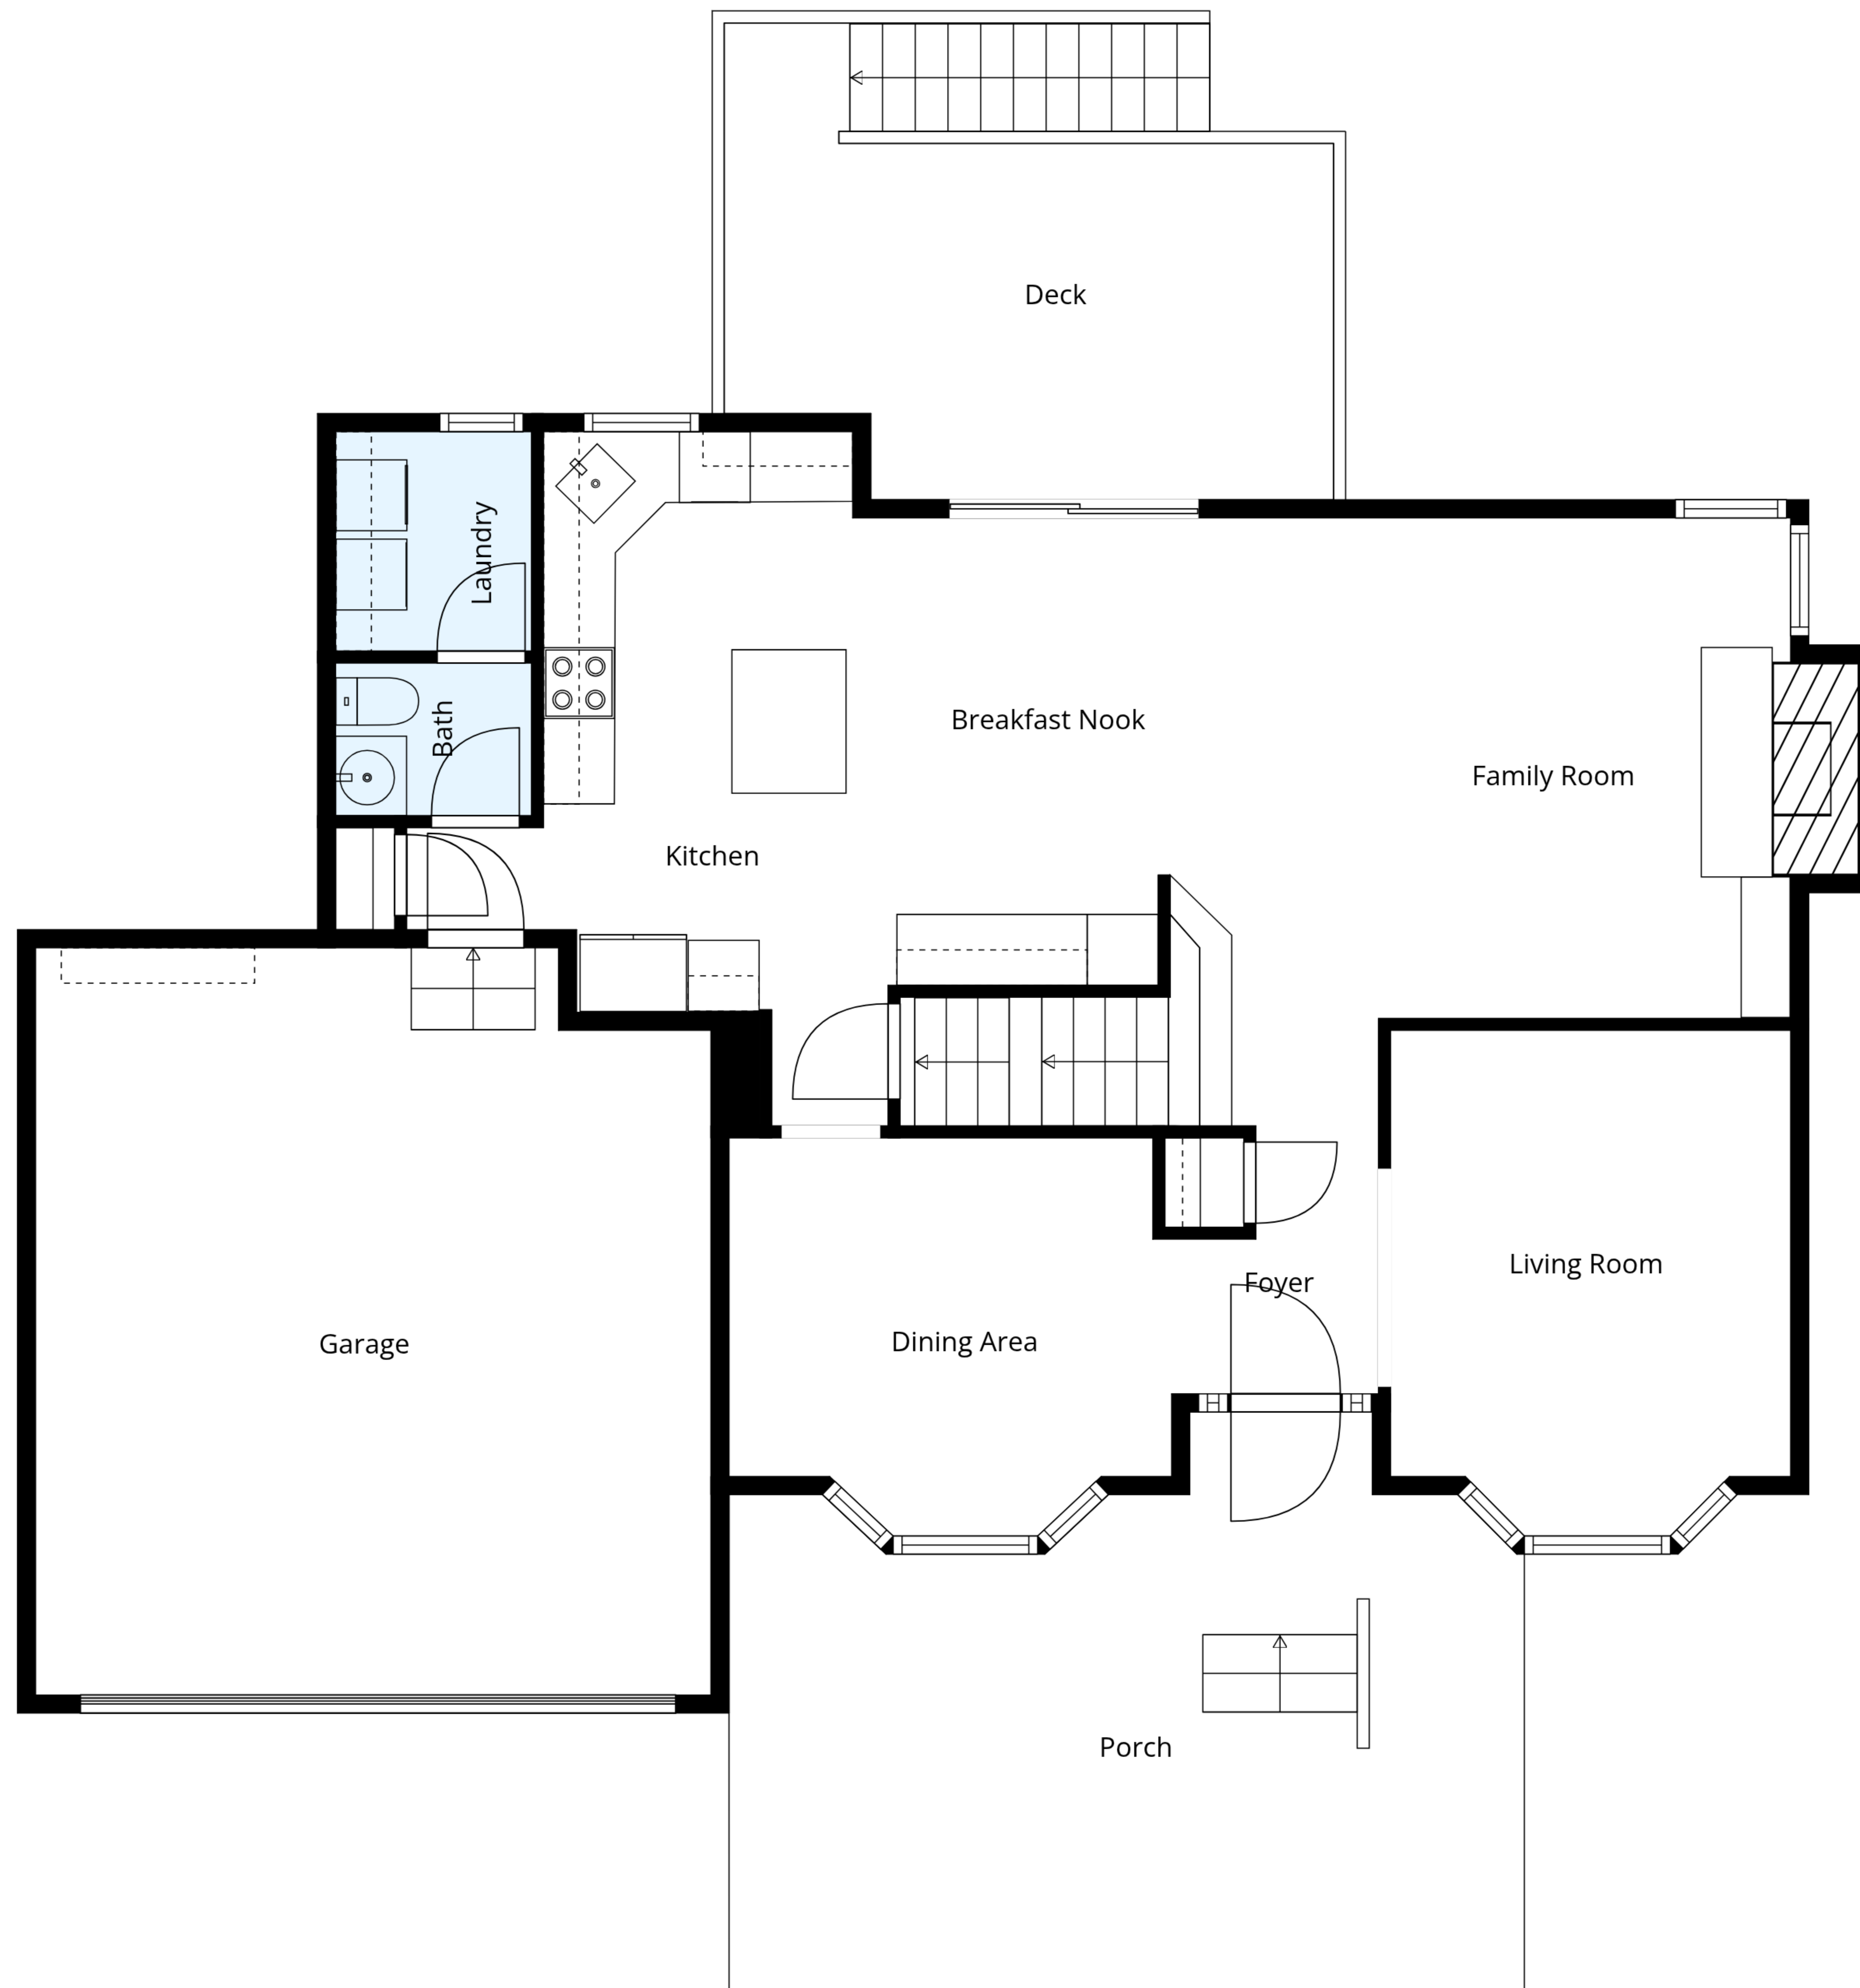 Deck
Laundry
Bath
Breakfast Nook
Family Room
Kitchen
Living Room
Foyer
Dining Area
Garage
Porch